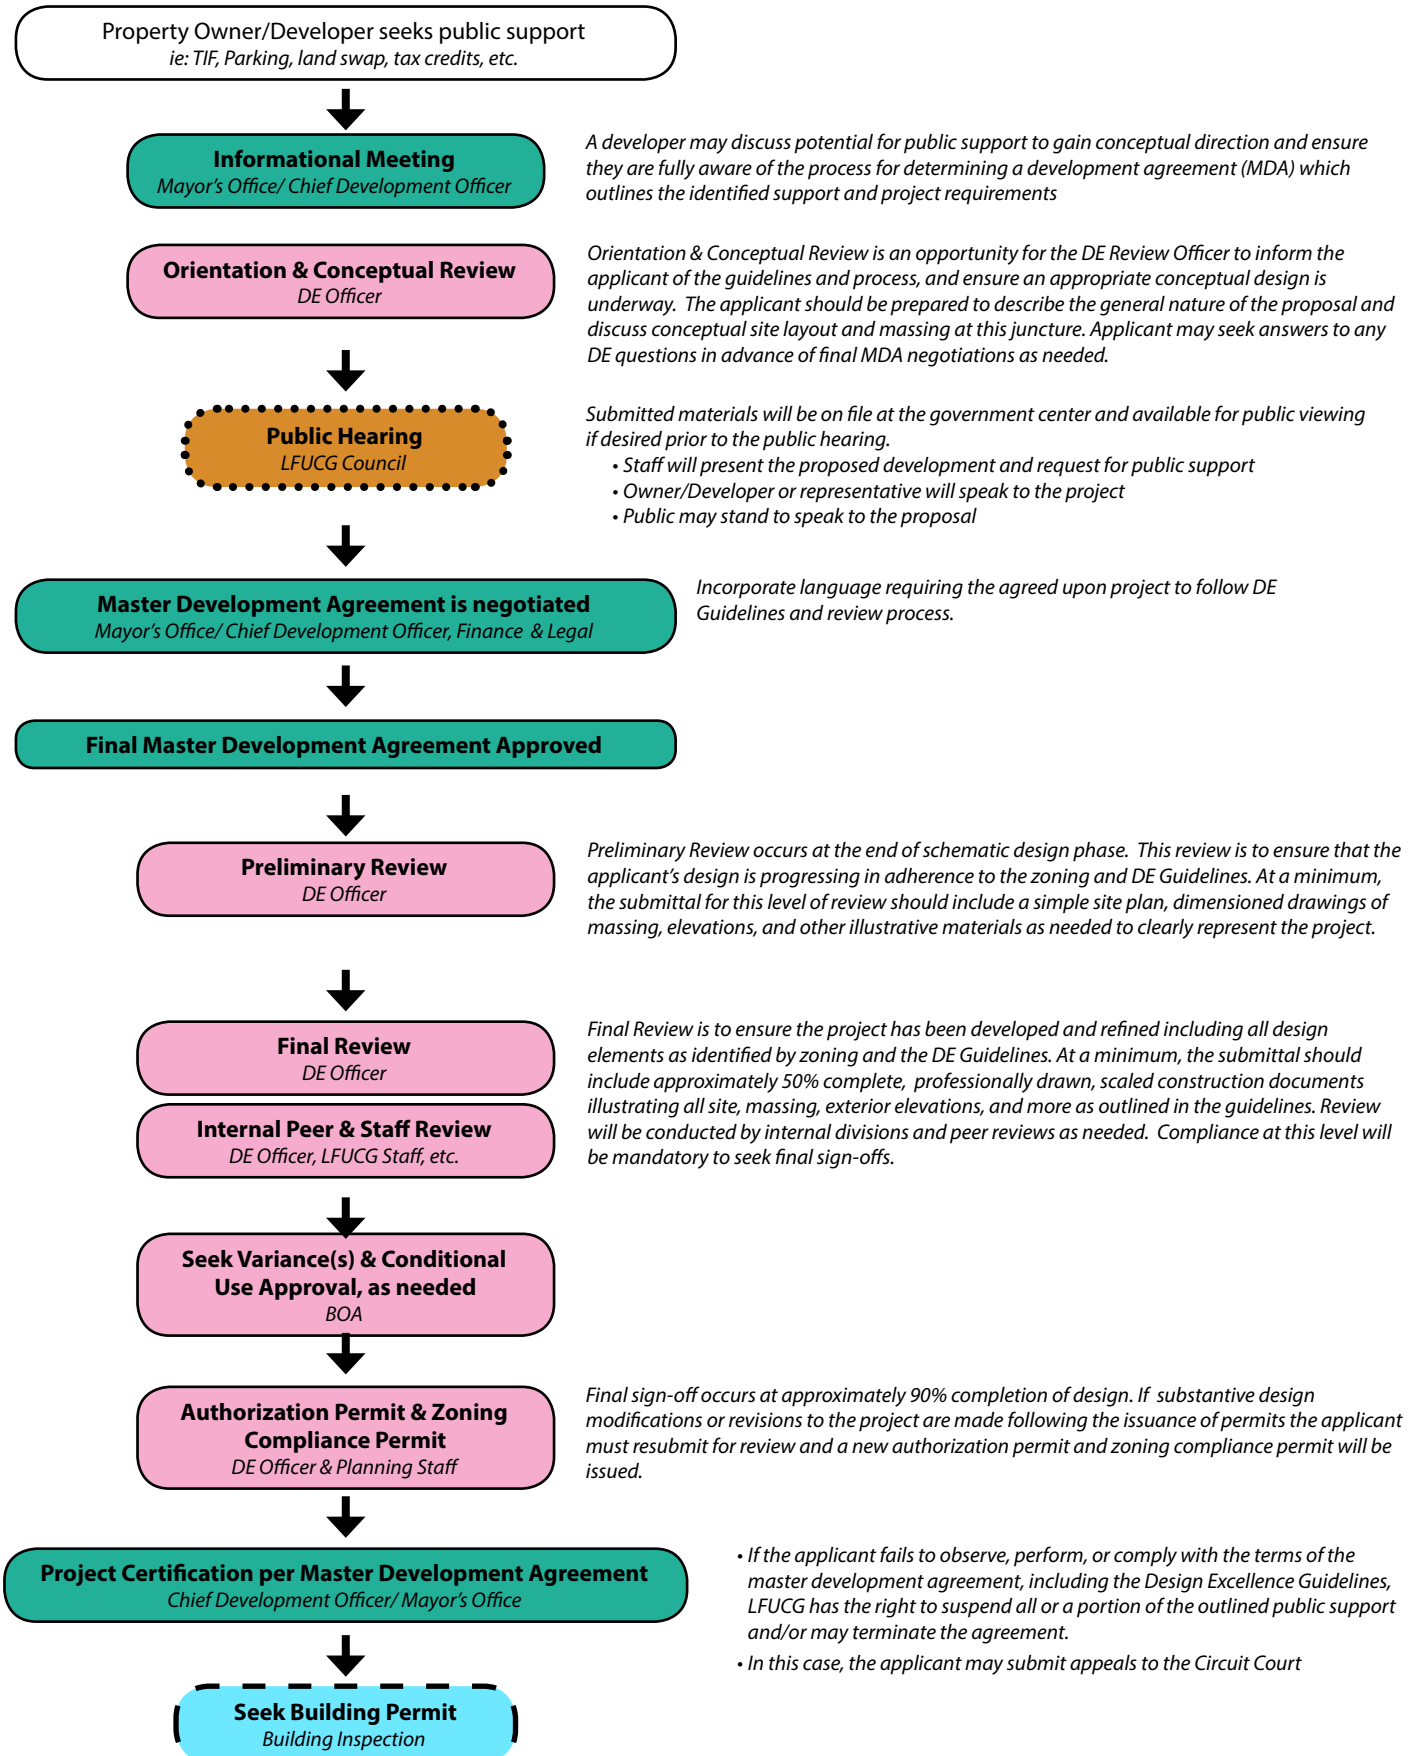 Property Owner/Developer seeks public support
ie: TIF, Parking, land swap, tax credits, etc.
Informational Meeting
Mayor's Office/ Chief Development Officer
A developer may discuss potential for public support to gain conceptual direction and ensure
they are fully aware of the process for determining a development agreement (MDA) which
outlines the identified support and project requirements
Orientation & Conceptual Review
DE Officer
Orientation & Conceptual Review is an opportunity for the DE Review Officer to inform the
applicant of the guidelines and process, and ensure an appropriate conceptual design is
underway.  The applicant should be prepared to describe the general nature of the proposal and
discuss conceptual site layout and massing at this juncture. Applicant may seek answers to any
DE questions in advance of final MDA negotiations as needed.
Public Hearing
LFUCG Council
Submitted materials will be on file at the government center and available for public viewing
if desired prior to the public hearing.
• Staff will present the proposed development and request for public support
• Owner/Developer or representative will speak to the project
• Public may stand to speak to the proposal
Master Development Agreement is negotiated
Mayor's Office/ Chief Development Officer, Finance  & Legal
Incorporate language requiring the agreed upon project to follow DE
Guidelines and review process.
Final Master Development Agreement Approved
Preliminary Review
DE Officer
Preliminary Review occurs at the end of schematic design phase.  This review is to ensure that the
applicant's design is progressing in adherence to the zoning and DE Guidelines. At a minimum,
the submittal for this level of review should include a simple site plan, dimensioned drawings of
massing, elevations, and other illustrative materials as needed to clearly represent the project.
Final Review
DE Officer
Internal Peer & Staff Review
DE Officer, LFUCG Staff, etc.
Final Review is to ensure the project has been developed and refined including all design
elements as identified by zoning and the DE Guidelines. At a minimum, the submittal should
include approximately 50% complete,  professionally drawn, scaled construction documents
illustrating all site, massing, exterior elevations, and more as outlined in the guidelines. Review
will be conducted by internal divisions and peer reviews as needed.  Compliance at this level will
be mandatory to seek final sign-offs.
Seek Variance(s) & Conditional
Use Approval, as needed
BOA
Authorization Permit & Zoning
Compliance Permit
DE Officer & Planning Staff
Final sign-off occurs at approximately 90% completion of design. If  substantive design
modifications or revisions to the project are made following the issuance of permits the applicant
must resubmit for review and a new authorization permit and zoning compliance permit will be
issued.
Project Certification per Master Development Agreement
Chief Development Officer/ Mayor's Office
• If the applicant fails to observe, perform, or comply with the terms of the
master development agreement, including the Design Excellence Guidelines,
LFUCG has the right to suspend all or a portion of the outlined public support
and/or may terminate the agreement.
• In this case, the applicant may submit appeals to the Circuit Court
Seek Building Permit
Building Inspection